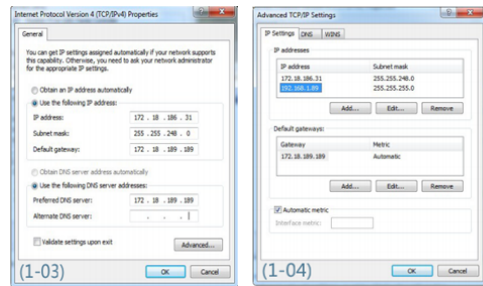 Internet Protocol Version 4 (TCP/IPv4) Properties
General
You can get IP settings assigned automatically if your network supports
this capability. Otherwise, you need to ask your network administrator
for the appropriate IP settings.
Obtain an IP address automatically
Use the following IP address:
IP address: 172 . 18 . 186 . 31
Subnet mask: 255 . 255 . 248 . 0
Default gateway: 172 . 18 . 189 . 189
Obtain DNS server address automatically
Use the following DNS server addresses:
Preferred DNS server: 172 . 18 . 189 . 189
Alternate DNS server: . . .
Validate settings upon exit
Advanced...
(1-03)
OK Cancel
Advanced TCP/IP Settings
IP Settings DNS WINS
IP addresses
IP address Subnet mask
172.18.186.31 255.255.248.0
192.168.1.89 255.255.255.0
Add... Edit... Remove
Default gateways:
Gateway Metric
172.18.189.189 Automatic
Add... Edit... Remove
Automatic metric
Interface metric:
(1-04)
OK Cancel